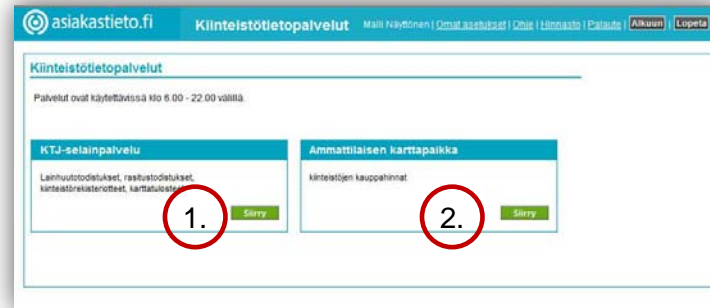 asiakastieto.fi Kiinteistötietopalvelut Malli Näyttönen | Omat asetukset | Ohje | Hinnasto | Palaute | Alkuun | Lopeta
Kiinteistötietopalvelut
Palvelut ovat käytettävissä klo 6.00 - 22.00 välillä.
KTJ-selainpalvelu
Lainhuutotodistukset, rasitustodistukset,
kiinteistörekisteriotteet, karttatulosteet
1. Siirry
Ammattilaisen karttapaikka
kiinteistöjen kauppahinnat
2. Siirry